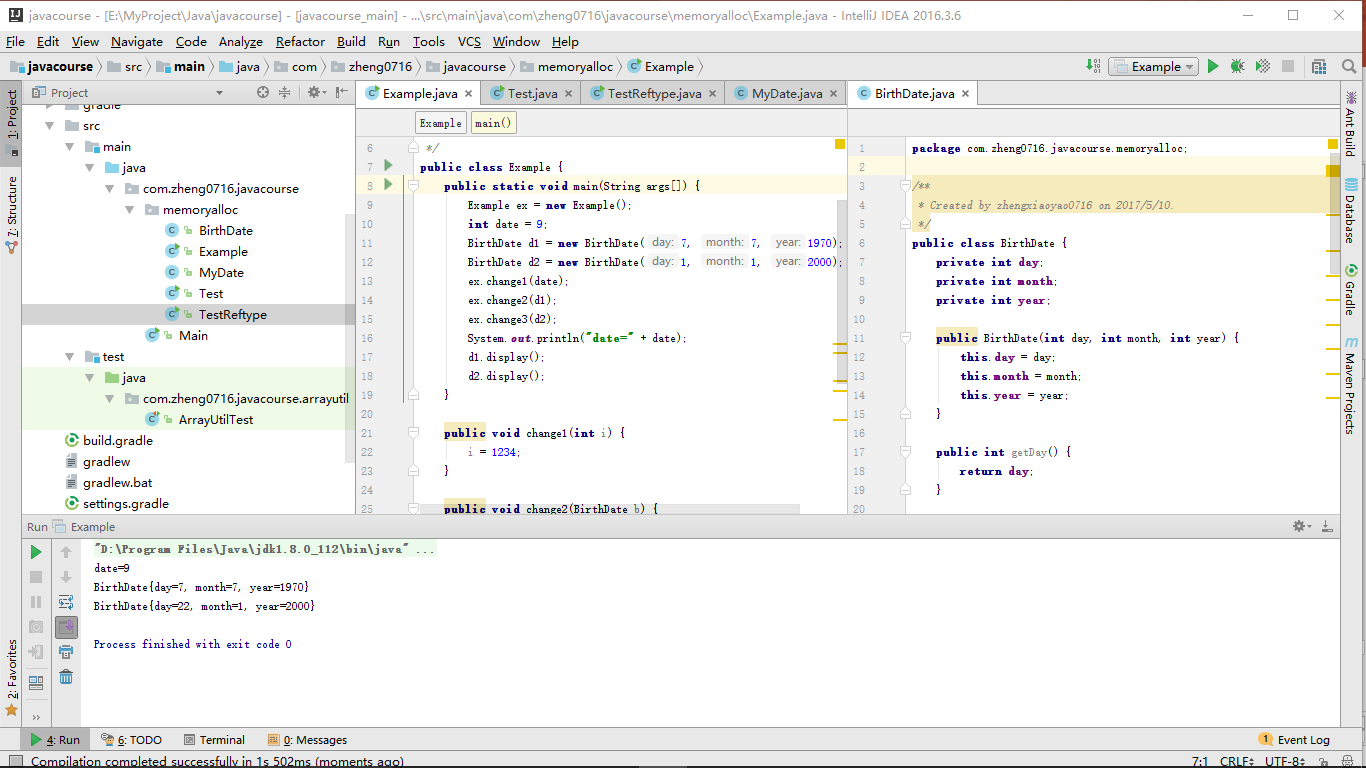 javacourse - [E:\MyProject\Java\javacourse] - [javacourse_main] - ...\src\main\java\com\zheng0716\javacourse\memoryalloc\Example.java - IntelliJ IDEA 2016.3.6
File Edit View Navigate Code Analyze Refactor Build Run Tools VCS Window Help
javacourse src main java com zheng0716 javacourse memoryalloc Example Example
1: Project
7: Structure
2: Favorites
Project
gradle
src
main
java
com.zheng0716.javacourse
memoryalloc
BirthDate
Example
MyDate
Test
TestReftype
Main
test
java
com.zheng0716.javacourse.arrayutil
ArrayUtilTest
build.gradle
gradlew
gradlew.bat
settings.gradle
Example.java Test.java TestReftype.java MyDate.java
Example main()
6 */
7 public class Example {
8 public static void main(String args[]) {
9 Example ex = new Example();
10 int date = 9;
11 BirthDate d1 = new BirthDate( day: 7, month: 7, year: 1970);
12 BirthDate d2 = new BirthDate( day: 1, month: 1, year: 2000);
13 ex.change1(date);
14 ex.change2(d1);
15 ex.change3(d2);
16 System.out.println("date=" + date);
17 d1.display();
18 d2.display();
19 }
20
21 public void change1(int i) {
22 i = 1234;
23 }
24
25 public void change2(BirthDate b) {
BirthDate.java
1 package com.zheng0716.javacourse.memoryalloc;
2
3 /**
4 * Created by zhengxiaoyao0716 on 2017/5/10.
5 */
6 public class BirthDate {
7 private int day;
8 private int month;
9 private int year;
10
11 public BirthDate(int day, int month, int year) {
12 this.day = day;
13 this.month = month;
14 this.year = year;
15 }
16
17 public int getDay() {
18 return day;
19 }
20
Ant Build
Database
Gradle
m Maven Projects
Run Example
"D:\Program Files\Java\jdk1.8.0_112\bin\java" ...
date=9
BirthDate{day=7, month=7, year=1970}
BirthDate{day=22, month=1, year=2000}
Process finished with exit code 0
4: Run 6: TODO Terminal 0: Messages 1 Event Log
Compilation completed successfully in 1s 502ms (moments ago) 7:1 CRLF UTF-8